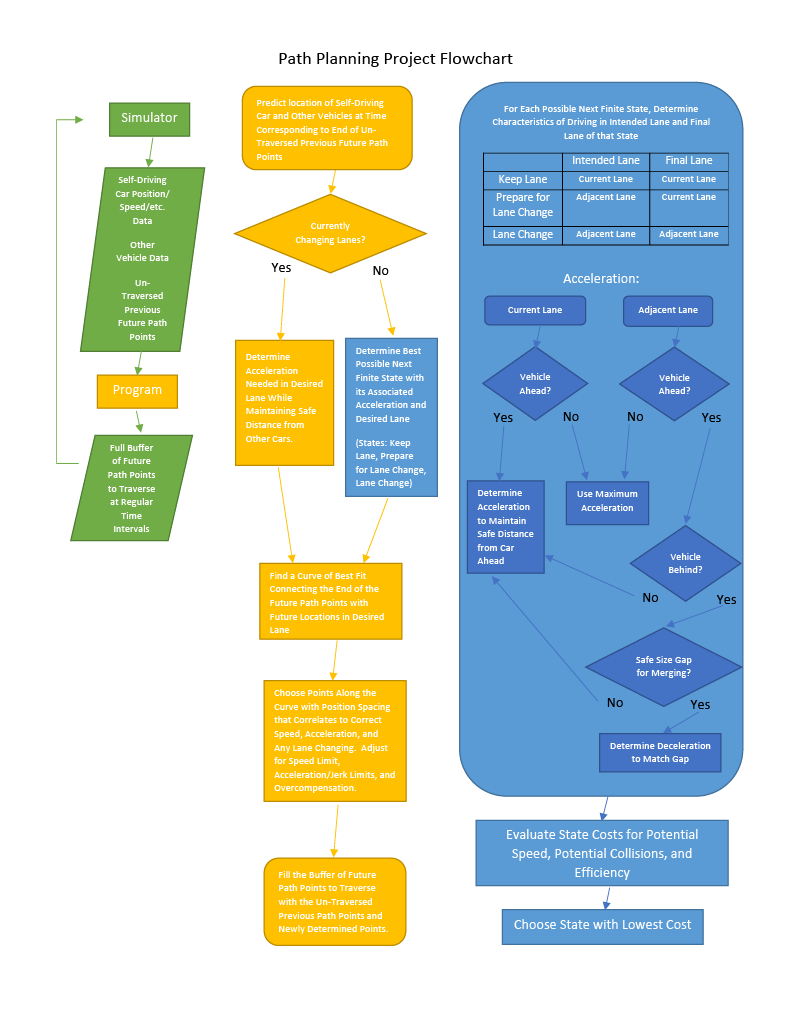 Path Planning Project Flowchart
Simulator
Self-Driving
Car Position/
Speed/etc.
Data
Other
Vehicle Data
Un-
Traversed
Previous
Future Path
Points
Program
Full Buffer
of Future
Path Points
to Traverse
at Regular
Time
Intervals
Predict location of Self-Driving
Car and Other Vehicles at Time
Corresponding to End of Un-
Traversed Previous Future Path
Points
Currently
Changing Lanes?
Yes
No
Determine
Acceleration
Needed in Desired
Lane While
Maintaining Safe
Distance from
Other Cars.
Determine Best
Possible Next
Finite State with
its Associated
Acceleration and
Desired Lane
(States: Keep
Lane, Prepare
for Lane Change,
Lane Change)
Find a Curve of Best Fit
Connecting the End of the
Future Path Points with
Future Locations in Desired
Lane
Choose Points Along the
Curve with Position Spacing
that Correlates to Correct
Speed, Acceleration, and
Any Lane Changing. Adjust
for Speed Limit,
Acceleration/Jerk Limits, and
Overcompensation.
Fill the Buffer of Future
Path Points to Traverse
with the Un-Traversed
Previous Path Points and
Newly Determined Points.
For Each Possible Next Finite State, Determine
Characteristics of Driving in Intended Lane and Final
Lane of that State
Intended Lane Final Lane
Keep Lane Current Lane Current Lane
Prepare for Adjacent Lane Current Lane
Lane Change
Lane Change Adjacent Lane Adjacent Lane
Acceleration:
Current Lane
Adjacent Lane
Vehicle
Ahead?
Vehicle
Ahead?
Yes
No
No
Yes
Determine
Acceleration
to Maintain
Safe Distance
from Car
Ahead
Use Maximum
Acceleration
Vehicle
Behind?
No
Yes
Safe Size Gap
for Merging?
No
Yes
Determine Deceleration
to Match Gap
Evaluate State Costs for Potential
Speed, Potential Collisions, and
Efficiency
Choose State with Lowest Cost